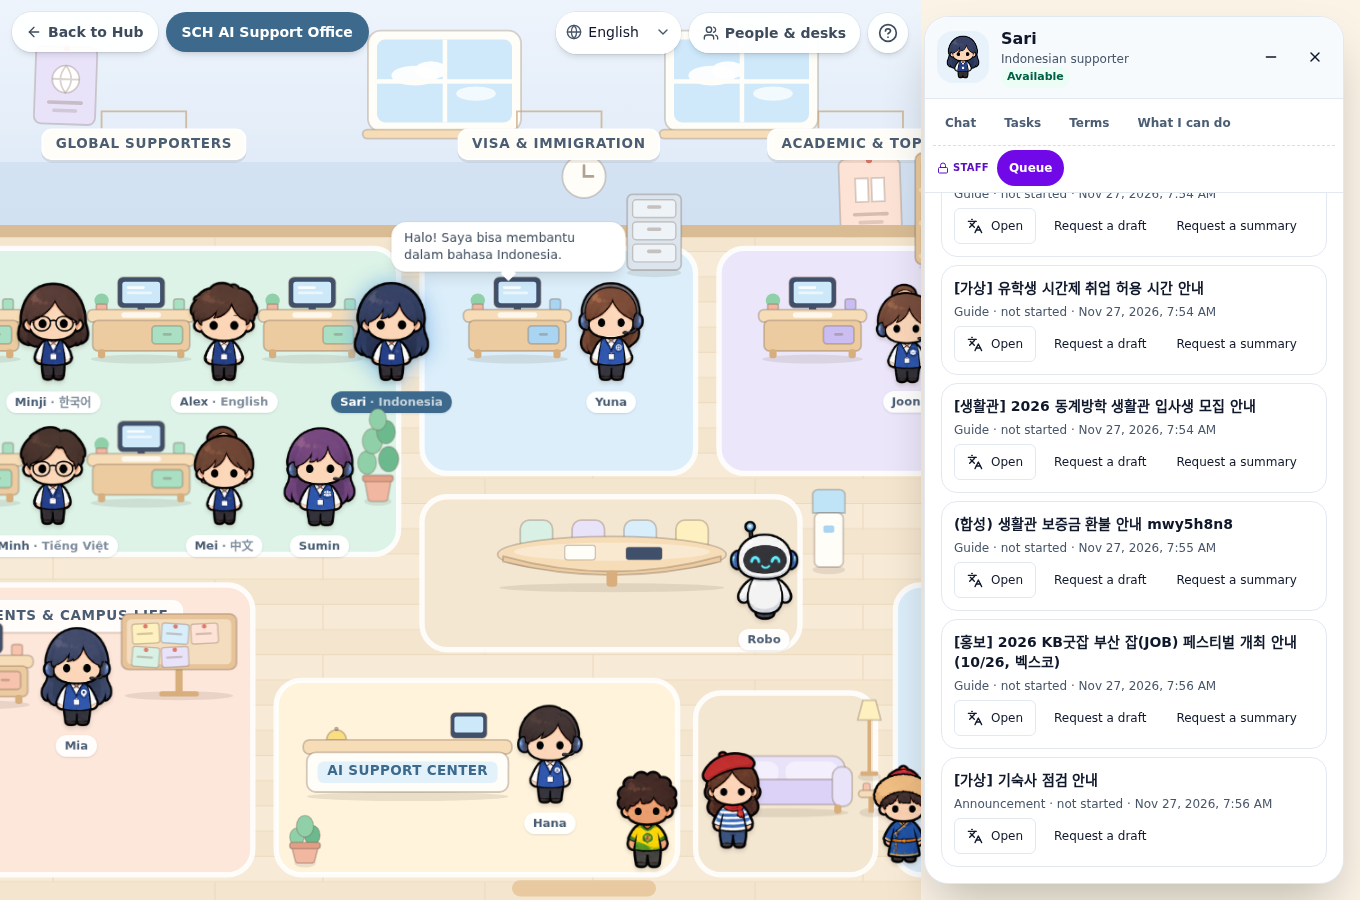 Back to Hub
SCH AI Support Office
English
People & desks
GLOBAL SUPPORTERS
VISA & IMMIGRATION
ACADEMIC & TOP
Halo! Saya bisa membantu
dalam bahasa Indonesia.
Minji · 한국어
Alex · English
Sari · Indonesia
Yuna
Joon
Minh · Tiếng Việt
Mei · 中文
Sumin
Robo
ENTS & CAMPUS LIFE
Mia
AI SUPPORT CENTER
Hana
Sari
Indonesian supporter
Available
Chat
Tasks
Terms
What I can do
STAFF
Queue
Guide · not started · Nov 27, 2026, 7:54 AM
Open
Request a draft
Request a summary
[가상] 유학생 시간제 취업 허용 시간 안내
Guide · not started · Nov 27, 2026, 7:54 AM
Open
Request a draft
Request a summary
[생활관] 2026 동계방학 생활관 입사생 모집 안내
Guide · not started · Nov 27, 2026, 7:54 AM
Open
Request a draft
Request a summary
(합성) 생활관 보증금 환불 안내 mwy5h8n8
Guide · not started · Nov 27, 2026, 7:55 AM
Open
Request a draft
Request a summary
[홍보] 2026 KB굿잡 부산 잡(JOB) 페스티벌 개최 안내
(10/26, 벡스코)
Guide · not started · Nov 27, 2026, 7:56 AM
Open
Request a draft
Request a summary
[가상] 기숙사 점검 안내
Announcement · not started · Nov 27, 2026, 7:56 AM
Open
Request a draft